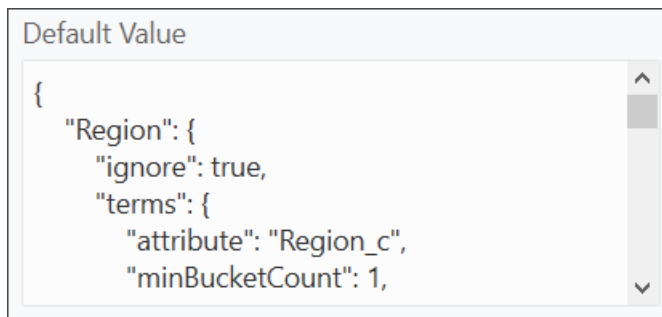 Default Value
{
"Region": {
"ignore": true,
"terms": {
"attribute": "Region_c",
"minBucketCount": 1,